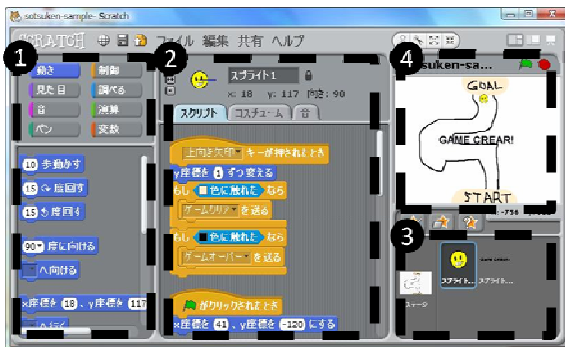 sotsuken-sample- Scratch
SCRATCH ファイル 編集 共有 ヘルプ
1
動き 制御
見た目 調べる
音 演算
ペン 変数
10 歩動かす
15 度回す
15 度回す
90 度に向ける
へ向ける
x座標を 18 、y座標を 117
2
スプライト1
x: 18 y: 117 向き: 90
スクリプト コスチューム 音
上向き矢印 キーが押されたとき
y座標を 1 ずつ変える
もし 色に触れた なら
ゲームクリア を送る
もし 色に触れた なら
ゲームオーバー を送る
がクリックされたとき
x座標を 41 、y座標を -120 にする
4
tsuken-sa...
GOAL
GAME CREAR!
START
3
スプライト... スプライト...
ステージ